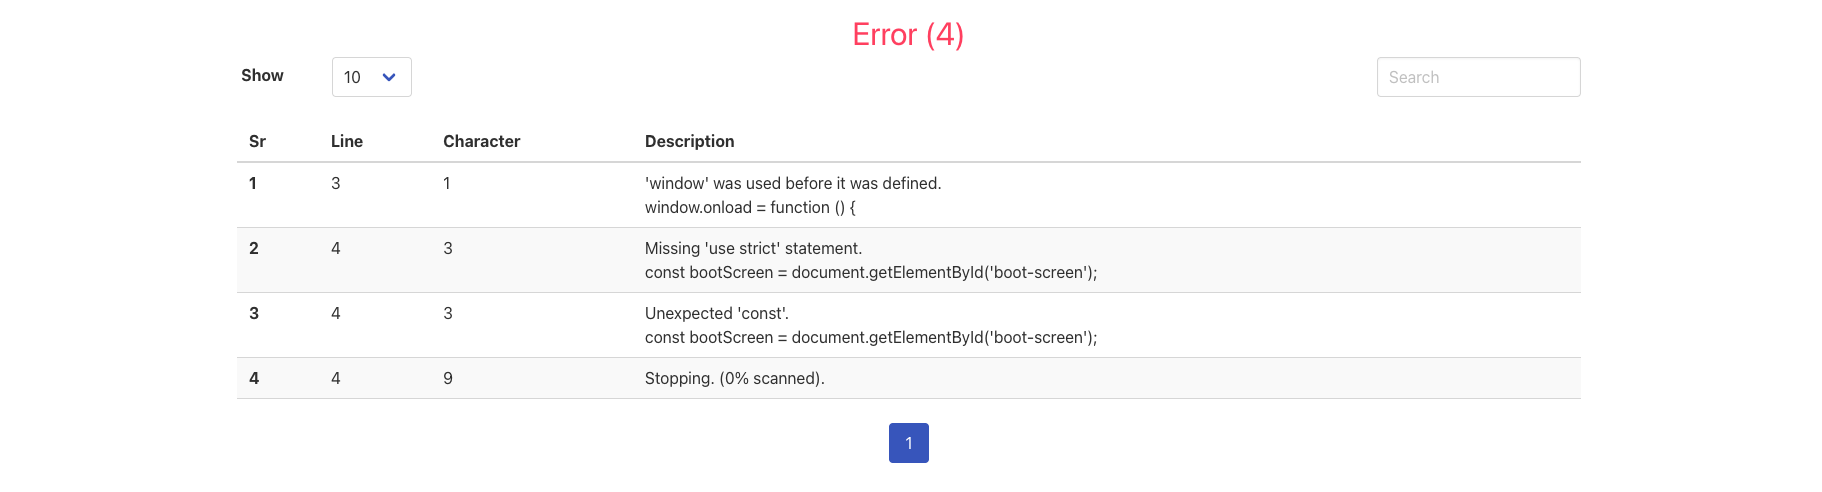 Error (4)
Show 10 Search
Sr Line Character Description
1 3 1 'window' was used before it was defined.
window.onload = function () {
2 4 3 Missing 'use strict' statement.
const bootScreen = document.getElementById('boot-screen');
3 4 3 Unexpected 'const'.
const bootScreen = document.getElementById('boot-screen');
4 4 9 Stopping. (0% scanned).
1